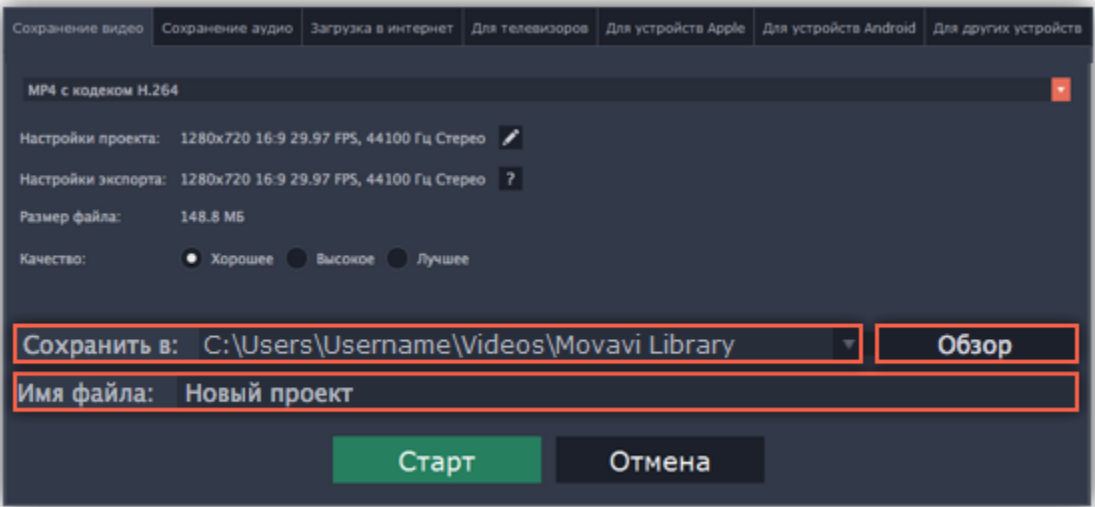 Сохранение видео Сохранение аудио Загрузка в интернет Для телевизоров Для устройств Apple Для устройств Android Для других устройств
MP4 с кодеком H.264
Настройки проекта: 1280x720 16:9 29.97 FPS, 44100 Гц Стерео
Настройки экспорта: 1280x720 16:9 29.97 FPS, 44100 Гц Стерео ?
Размер файла: 148.8 МБ
Качество: Хорошее Высокое Лучшее
Сохранить в: C:\Users\Username\Videos\Movavi Library Обзор
Имя файла: Новый проект
Старт Отмена